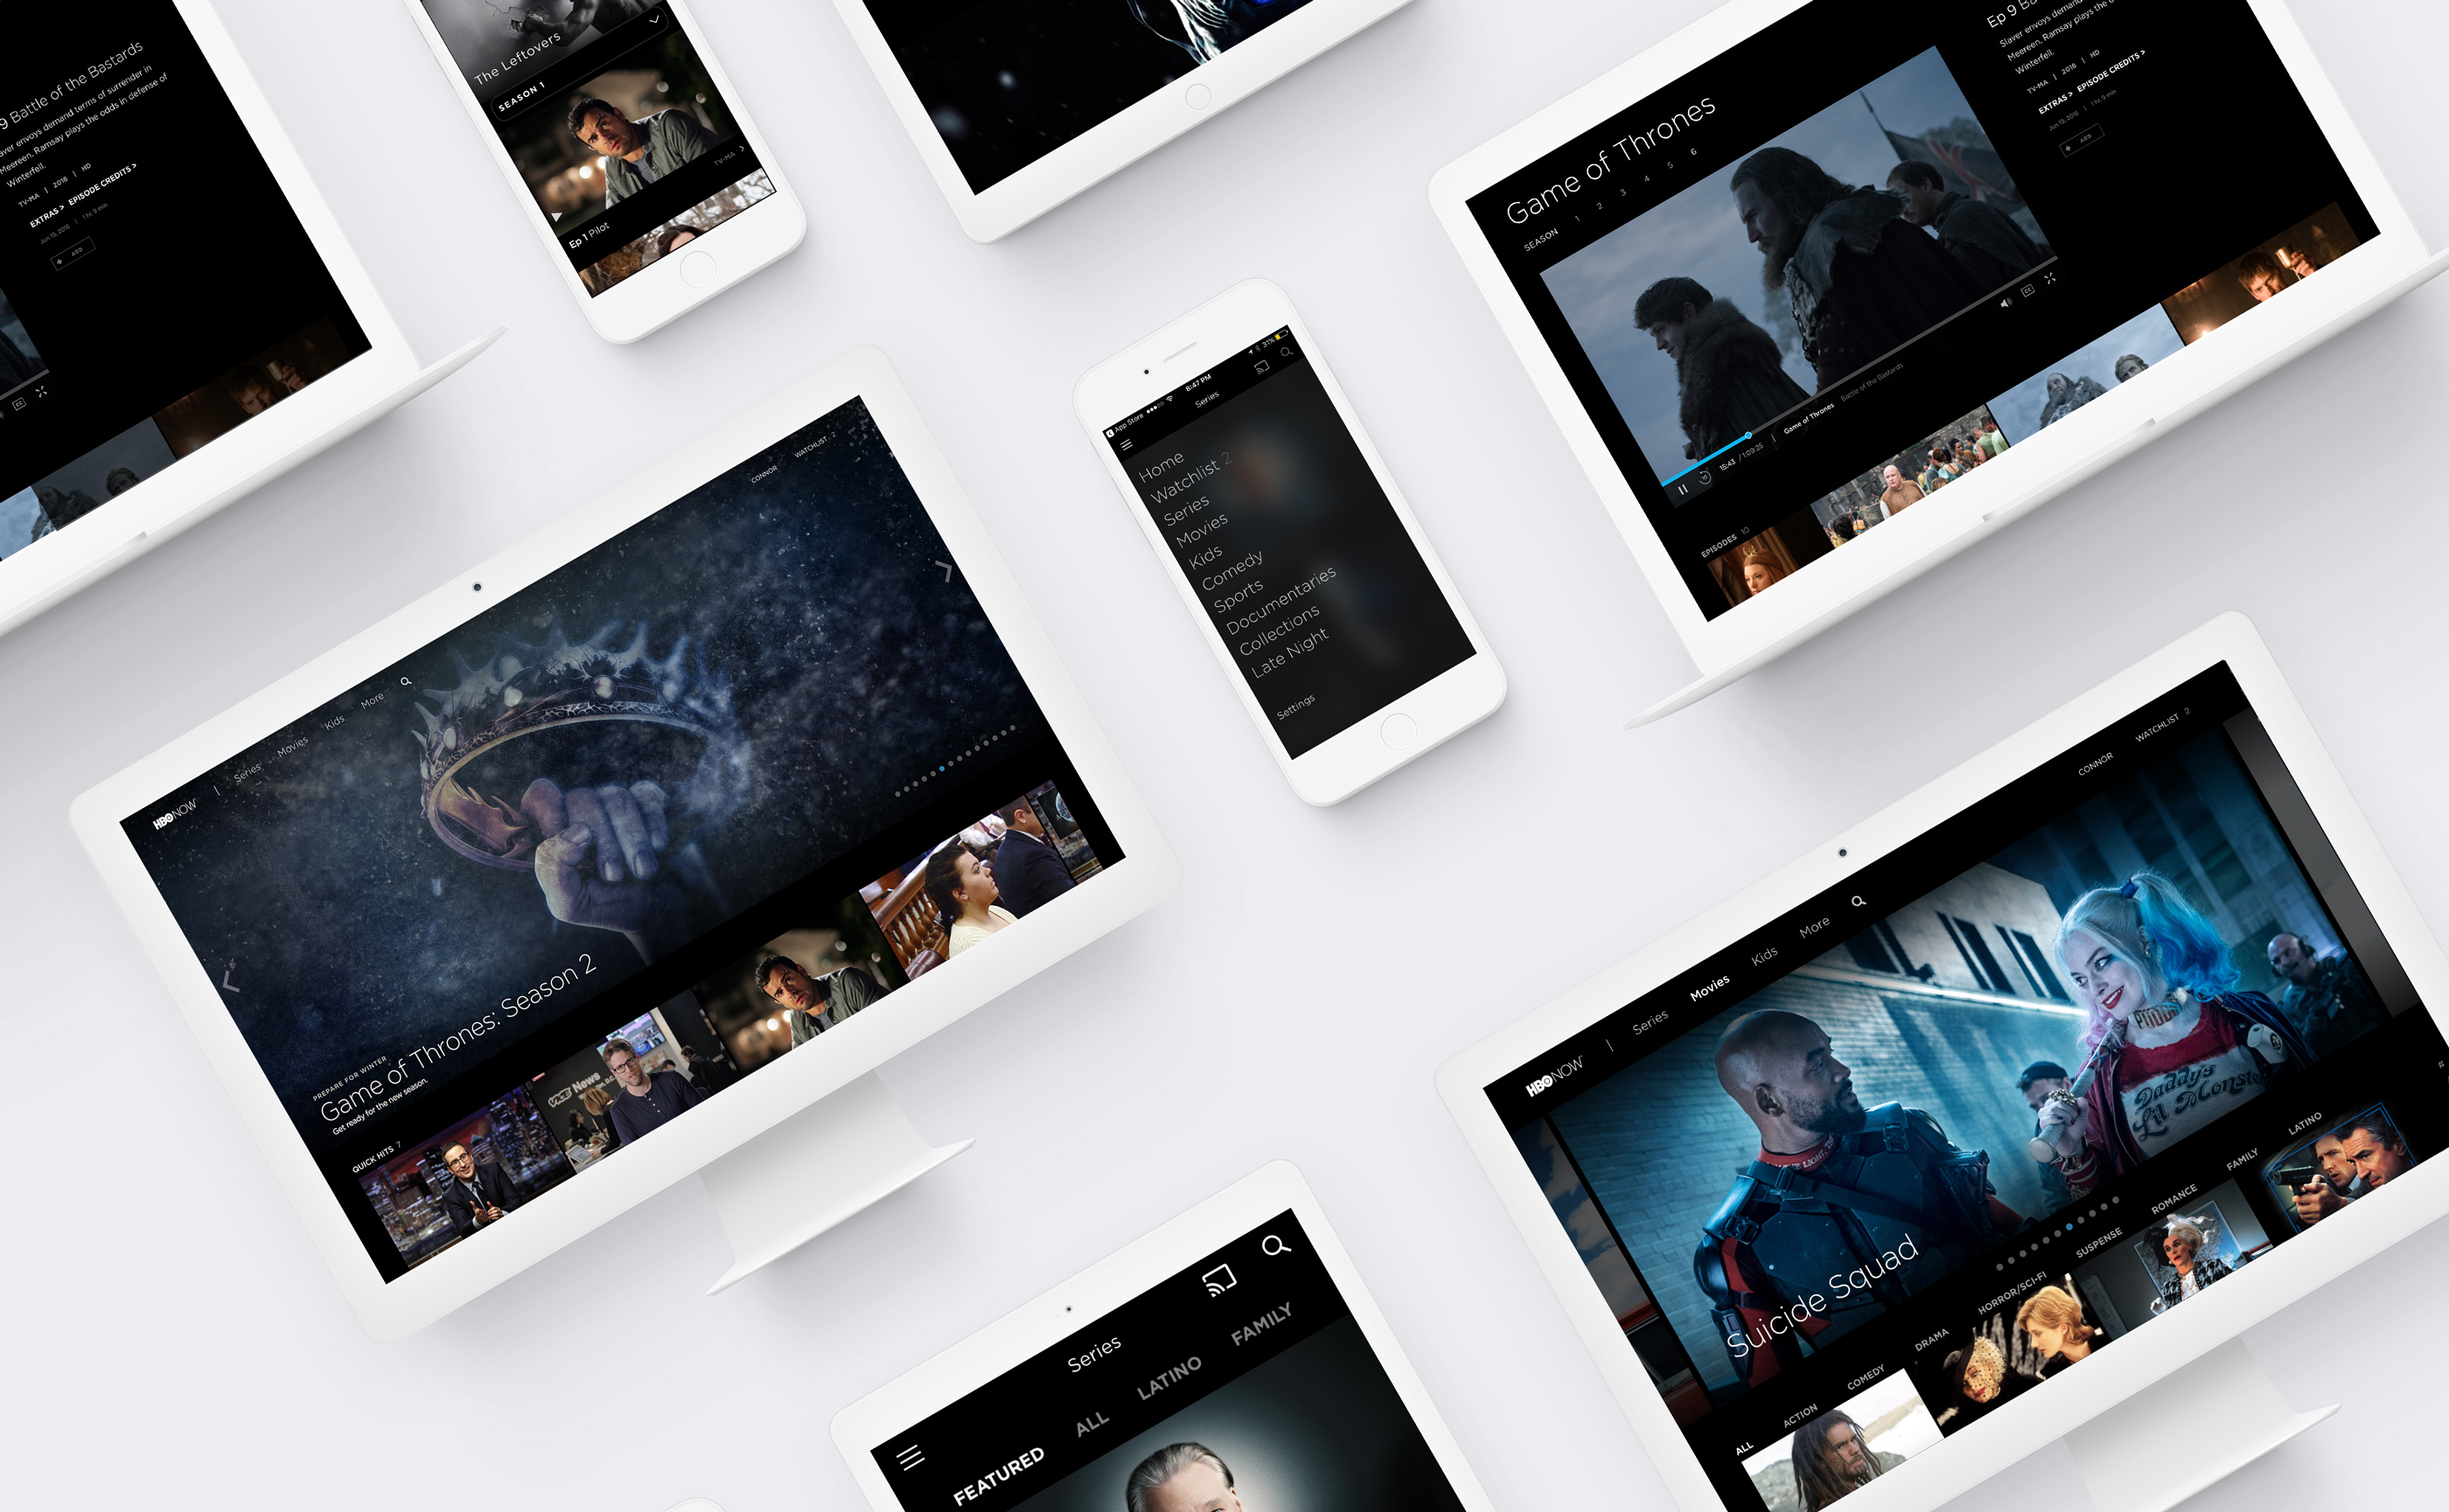 9 Battle of the Bastards
envoys demand terms of surrender in
Meereen. Ramsay plays the odds in defense of
Winterfell.
TV-MA | 2016 | HD
EXTRAS > EPISODE CREDITS >
Jun 19, 2016 | 1 hr, 9 min
+ ADD
CC
The Leftovers
SEASON 1
TV-MA >
Ep 1 Pilot
Game of Thrones
SEASON 1 2 3 4 5 6
Ep 9
Slaver envoys demand
Meereen. Ramsay plays the
Winterfell.
TV-MA | 2016 | HD
EXTRAS > EPISODE CREDITS >
Jun 19, 2016 | 1 hr, 9 min
+ ADD
15:43 / 1:09:25 | Game of Thrones Battle of the Bastards
CC
EPISODES 10
App Store 8:47 PM 31%
Series
Home
Watchlist 2
Series
Movies
Kids
Comedy
Sports
Documentaries
Collections
Late Night
Settings
HBO NOW | Series Movies Kids More
CONNOR WATCHLIST 2
PREPARE FOR WINTER
Game of Thrones: Season 2
Get ready for the new season.
QUICK HITS 7
VICE News
HBO NOW | Series Movies Kids More
CONNOR WATCHLIST 2
Daddy's
Lil Monster
Suicide Squad
ALL ACTION COMEDY DRAMA HORROR/SCI-FI SUSPENSE ROMANCE FAMILY LATINO
#
Series
FEATURED ALL LATINO FAMILY